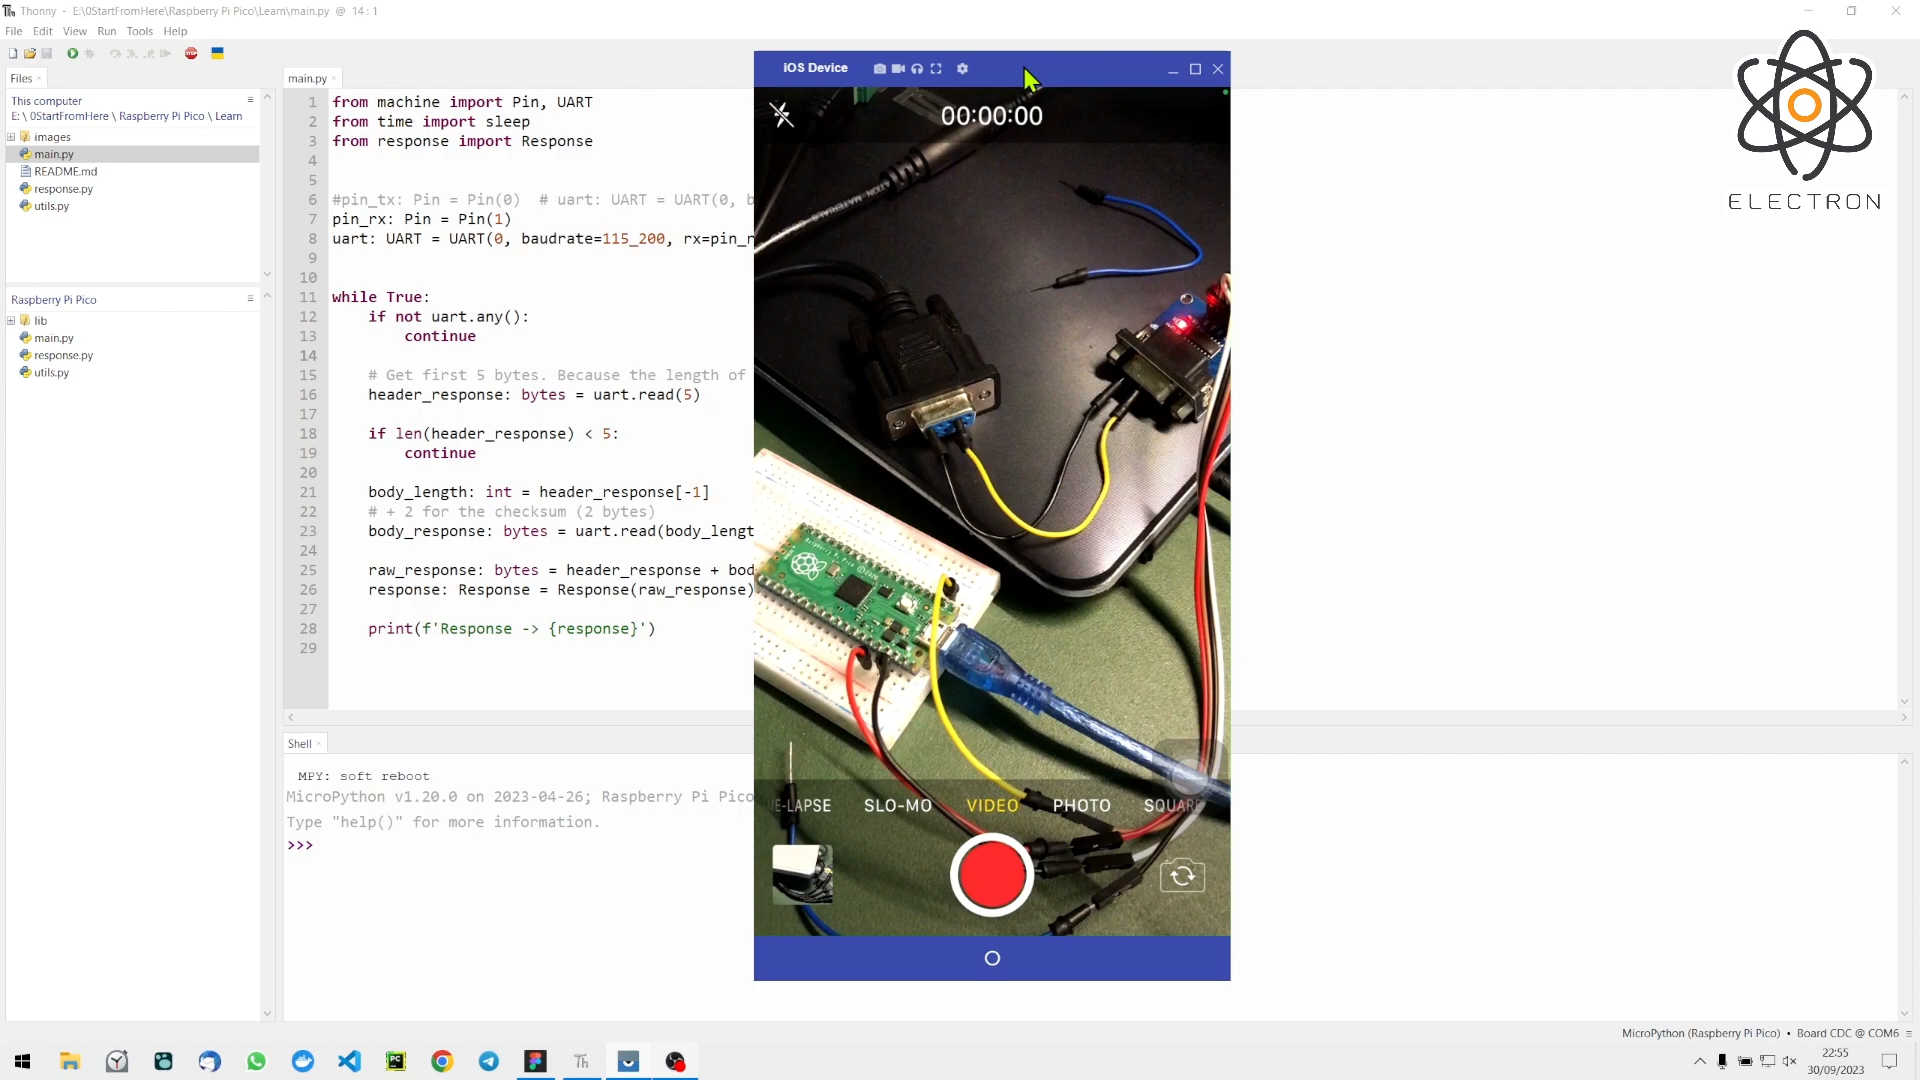 Thonny - E:\0StartFromHere\Raspberry Pi Pico\Learn\main.py @ 14 : 1
File Edit View Run Tools Help
Files
This computer
E: \ 0StartFromHere \ Raspberry Pi Pico \ Learn
images
main.py
README.md
response.py
utils.py
Raspberry Pi Pico
lib
main.py
response.py
utils.py
main.py
1 from machine import Pin, UART
2 from time import sleep
3 from response import Response
4
5
6 #pin_tx: Pin = Pin(0)  # uart: UART = UART(0, b
7 pin_rx: Pin = Pin(1)
8 uart: UART = UART(0, baudrate=115_200, rx=pin_r
9
10
11 while True:
12     if not uart.any():
13         continue
14
15     # Get first 5 bytes. Because the length of
16     header_response: bytes = uart.read(5)
17
18     if len(header_response) < 5:
19         continue
20
21     body_length: int = header_response[-1]
22     # + 2 for the checksum (2 bytes)
23     body_response: bytes = uart.read(body_lengt
24
25     raw_response: bytes = header_response + bod
26     response: Response = Response(raw_response)
27
28     print(f'Response -> {response}')
29
Shell
MPY: soft reboot
MicroPython v1.20.0 on 2023-04-26; Raspberry Pi Pico
Type "help()" for more information.
>>>
iOS Device
00:00:00
Raspberry Pi Pico
E-LAPSE SLO-MO VIDEO PHOTO SQUARE
ELECTRON
MicroPython (Raspberry Pi Pico) • Board CDC @ COM6
22:55
30/09/2023